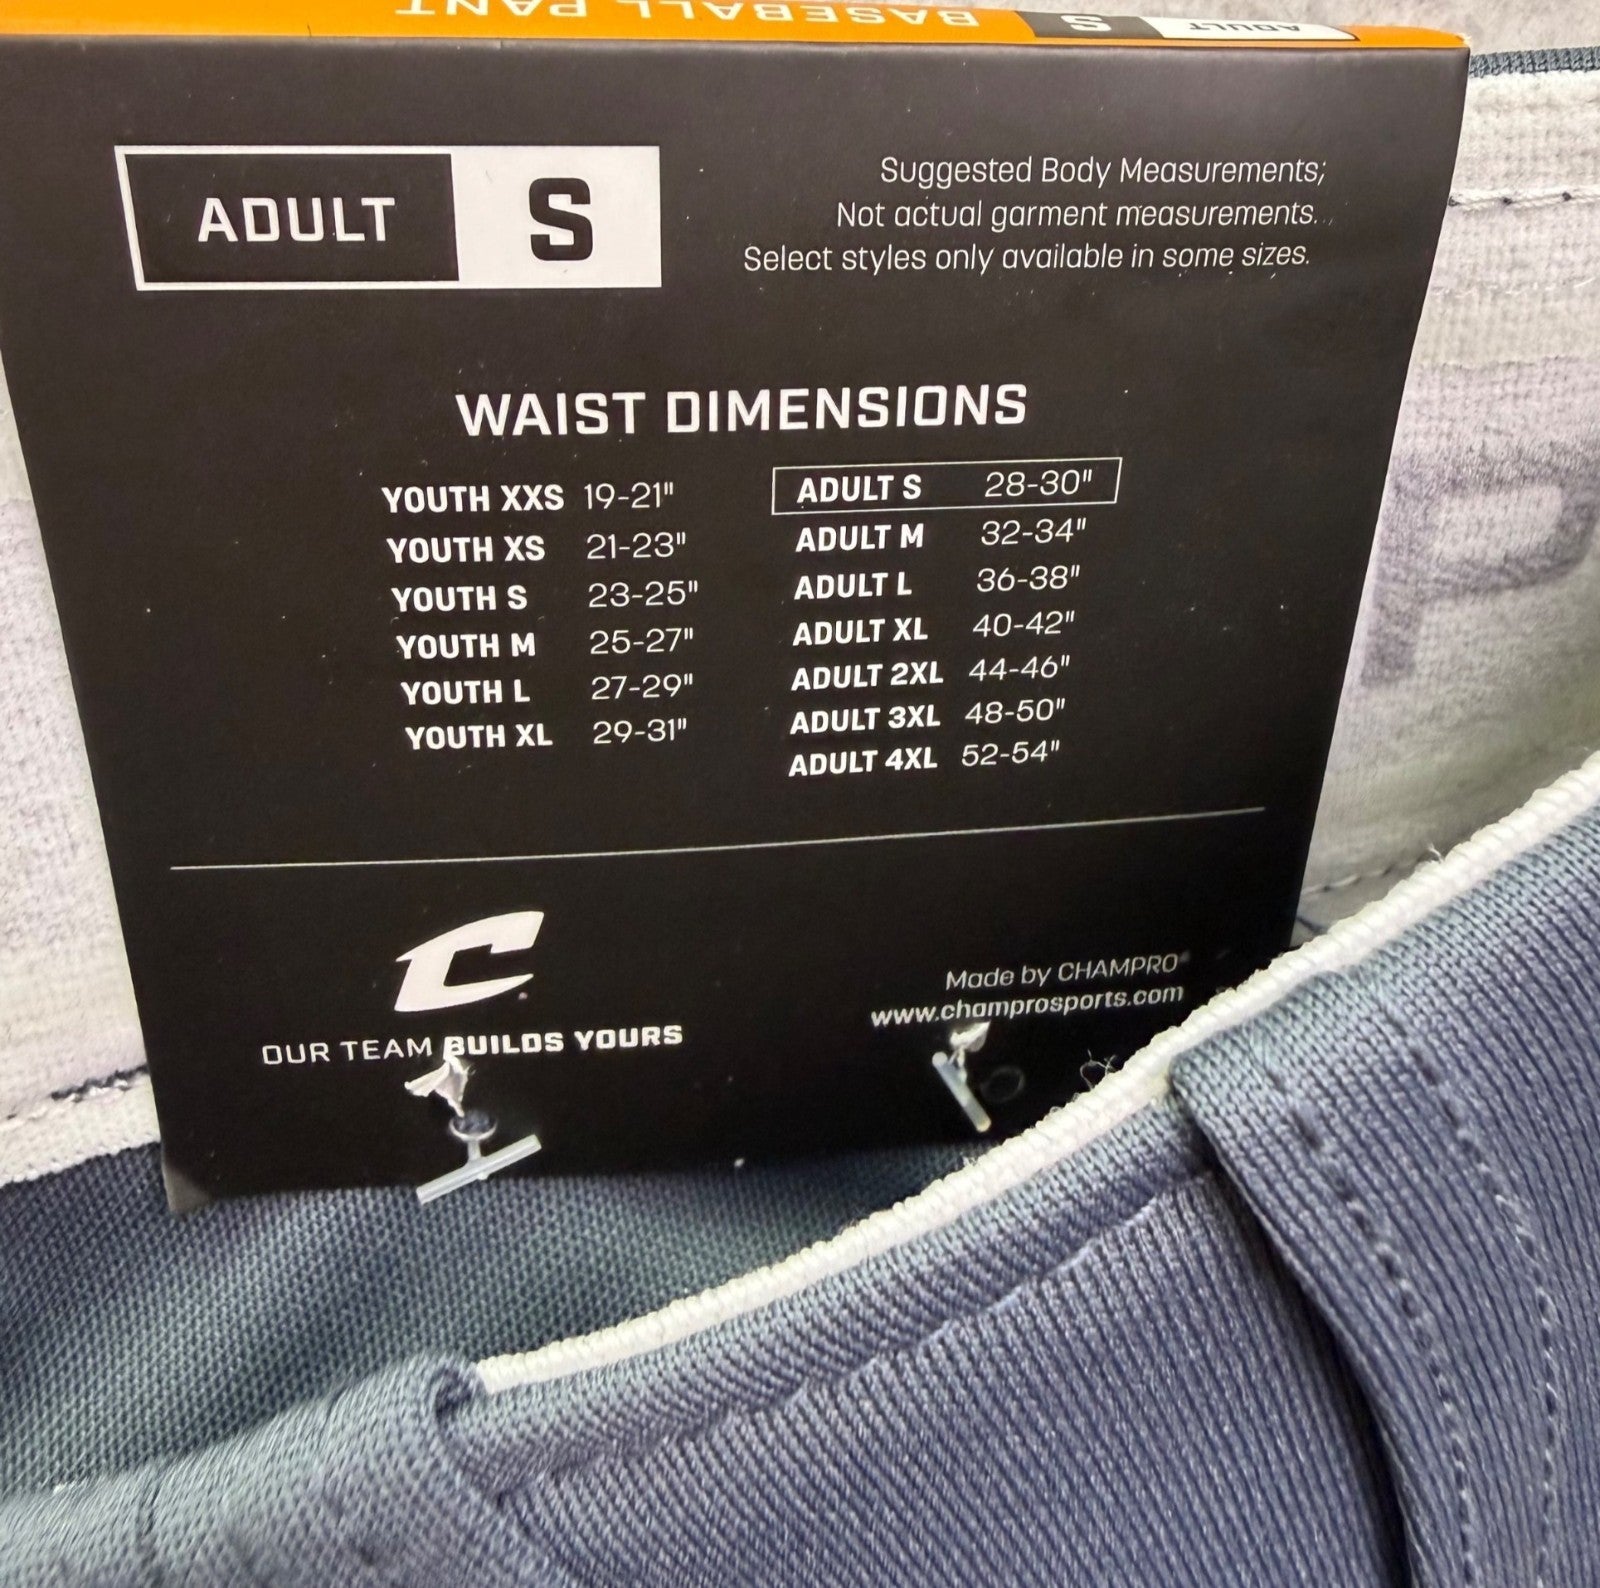 BASEBALL PANT S ADULT
ADULT S
Suggested Body Measurements;
Not actual garment measurements.
Select styles only available in some sizes.
WAIST DIMENSIONS
YOUTH XXS 19-21"
YOUTH XS 21-23"
YOUTH S 23-25"
YOUTH M 25-27"
YOUTH L 27-29"
YOUTH XL 29-31"
ADULT S 28-30"
ADULT M 32-34"
ADULT L 36-38"
ADULT XL 40-42"
ADULT 2XL 44-46"
ADULT 3XL 48-50"
ADULT 4XL 52-54"
C
OUR TEAM BUILDS YOURS
Made by CHAMPRO®
www.champrosports.com